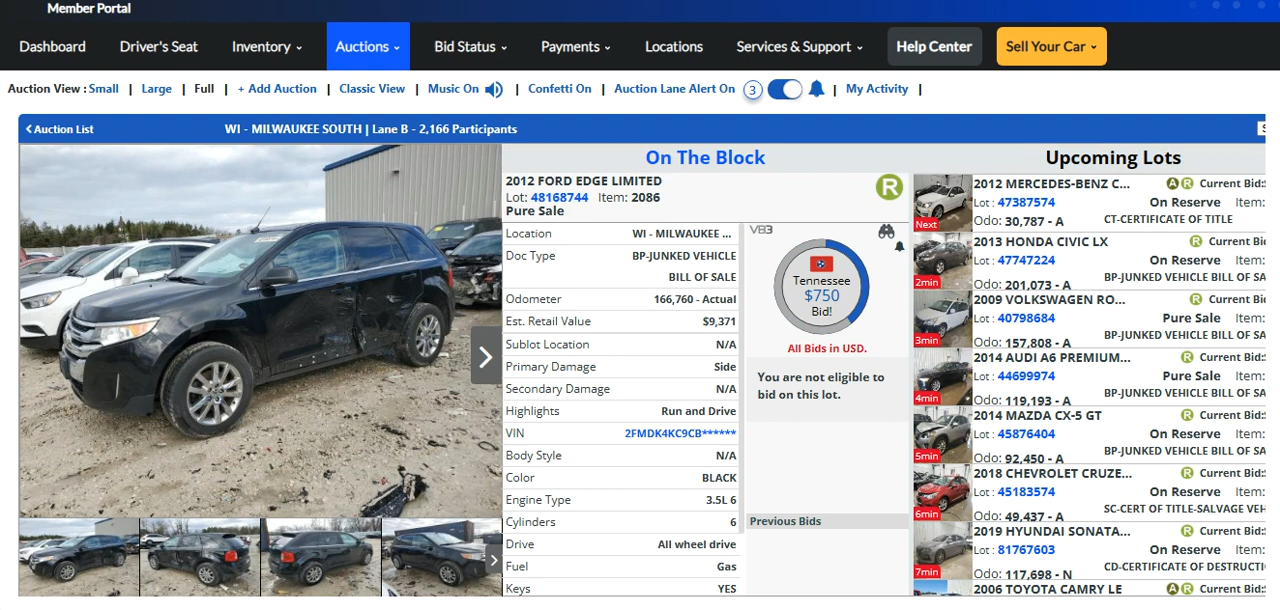 Member Portal
Dashboard Driver's Seat Inventory Auctions Bid Status Payments Locations Services & Support Help Center Sell Your Car
Auction View : Small | Large | Full | + Add Auction | Classic View | Music On | Confetti On | Auction Lane Alert On 3 | My Activity |
Auction List WI - MILWAUKEE SOUTH | Lane B - 2,166 Participants
On The Block
2012 FORD EDGE LIMITED
R
Lot: 48168744 Item: 2086
Pure Sale
Location WI - MILWAUKEE ...
Doc Type BP-JUNKED VEHICLE
BILL OF SALE
Odometer 166,760 - Actual
Est. Retail Value $9,371
Sublot Location N/A
Primary Damage Side
Secondary Damage N/A
Highlights Run and Drive
VIN 2FMDK4KC9CB******
Body Style N/A
Color BLACK
Engine Type 3.5L 6
Cylinders 6
Drive All wheel drive
Fuel Gas
Keys YES
VB3
Tennessee
$750
Bid!
All Bids in USD.
You are not eligible to
bid on this lot.
Previous Bids
Upcoming Lots
2012 MERCEDES-BENZ C... A R Current Bid:
Lot : 47387574 On Reserve Item:
Next Odo: 30,787 - A CT-CERTIFICATE OF TITLE
2013 HONDA CIVIC LX R Current Bi
Lot : 47747224 On Reserve Item:
2min Odo: 201,073 - A BP-JUNKED VEHICLE BILL OF SA
2009 VOLKSWAGEN RO... R Current Bi
Lot : 40798684 Pure Sale Item:
3min Odo: 157,808 - A BP-JUNKED VEHICLE BILL OF SA
2014 AUDI A6 PREMIUM... R Current Bid:
Lot : 44699974 Pure Sale Item:
4min Odo: 119,193 - A BP-JUNKED VEHICLE BILL OF SA
2014 MAZDA CX-5 GT R Current Bid:
Lot : 45876404 On Reserve Item:
5min Odo: 92,450 - A BP-JUNKED VEHICLE BILL OF SA
2018 CHEVROLET CRUZE... R Current Bid:
Lot : 45183574 On Reserve Item:
6min Odo: 49,437 - A SC-CERT OF TITLE-SALVAGE VEH
2019 HYUNDAI SONATA... R Current Bid:
Lot : 81767603 On Reserve Item:
7min Odo: 117,698 - N CD-CERTIFICATE OF DESTRUCTI
2006 TOYOTA CAMRY LE A R Current Bid: